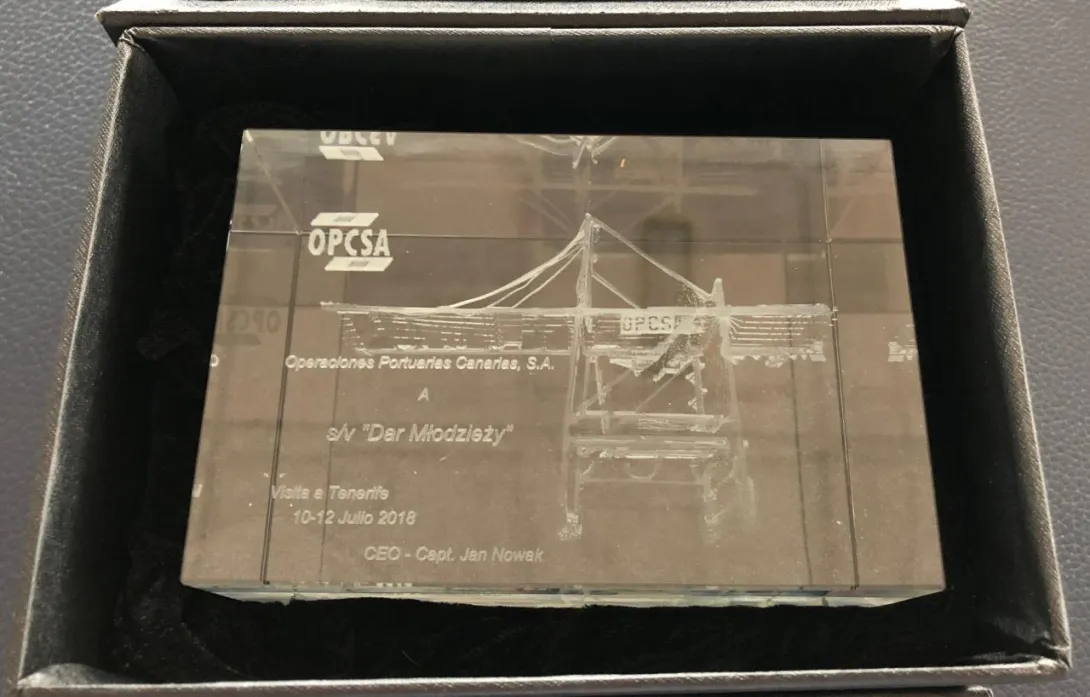 OPCSA
OPCSA
Operaciones Portuarias Canarias, S.A.
A
s/v "Dar Młodzieży"
Visita a Tenerife
10-12 Julio 2018
CEO - Capt. Jan Nowak